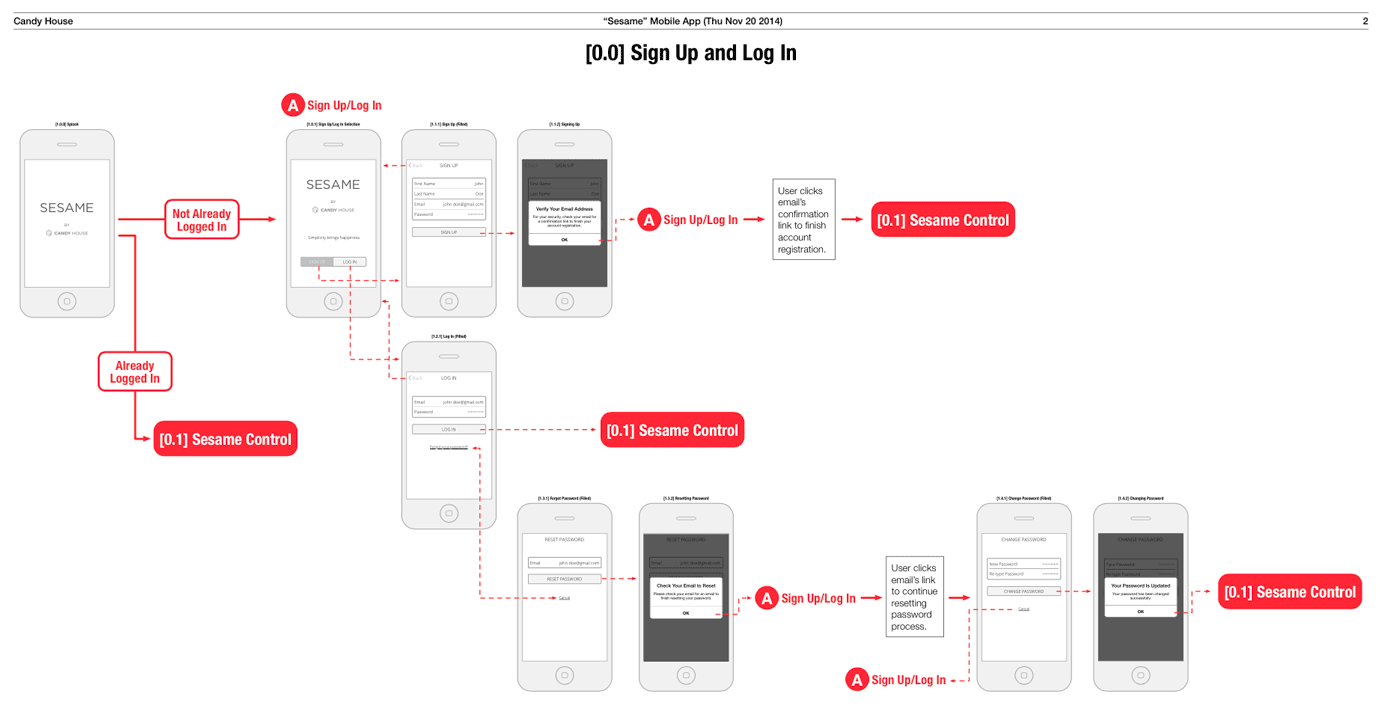 Candy House
“Sesame” Mobile App (Thu Nov 20 2014)
2
[0.0] Sign Up and Log In
A Sign Up/Log In
[1.0.0] Splash
[1.0.1] Sign Up/Log In Selection
[1.1.1] Sign Up (Filled)
[1.1.2] Signing Up
SESAME
BY
CANDY HOUSE
Not Already
Logged In
Already
Logged In
[0.1] Sesame Control
SESAME
BY
CANDY HOUSE
Simplicity brings happiness
SIGN UP
LOG IN
Back
SIGN UP
First Name John
Last Name Doe
Email john.doe@gmail.com
Password
SIGN UP
SIGN UP
First Name John
Last Name Doe
Verify Your Email Address
For your security, check your email for
a confirmation link to finish your
account registration.
OK
A Sign Up/Log In
User clicks
email’s
confirmation
link to finish
account
registration.
[0.1] Sesame Control
[1.2.1] Log In (Filled)
Back
LOG IN
Email john.doe@gmail.com
Password
LOG IN
Forgot your password?
[0.1] Sesame Control
[1.3.1] Forgot Password (Filled)
RESET PASSWORD
Email john.doe@gmail.com
RESET PASSWORD
Cancel
[1.3.2] Resetting Password
RESET PASSWORD
Email john.doe@gmail.com
Check Your Email to Reset
Please check your email for an email to
finish resetting your password.
OK
A Sign Up/Log In
User clicks
email’s link
to continue
resetting
password
process.
[1.4.1] Change Password (Filled)
CHANGE PASSWORD
New Password
Re-type Password
CHANGE PASSWORD
Cancel
A Sign Up/Log In
[1.4.2] Changing Password
CHANGE PASSWORD
Type Password
Re-type Password
Your Password Is Updated
Your password has been changed
successfully.
OK
[0.1] Sesame Control